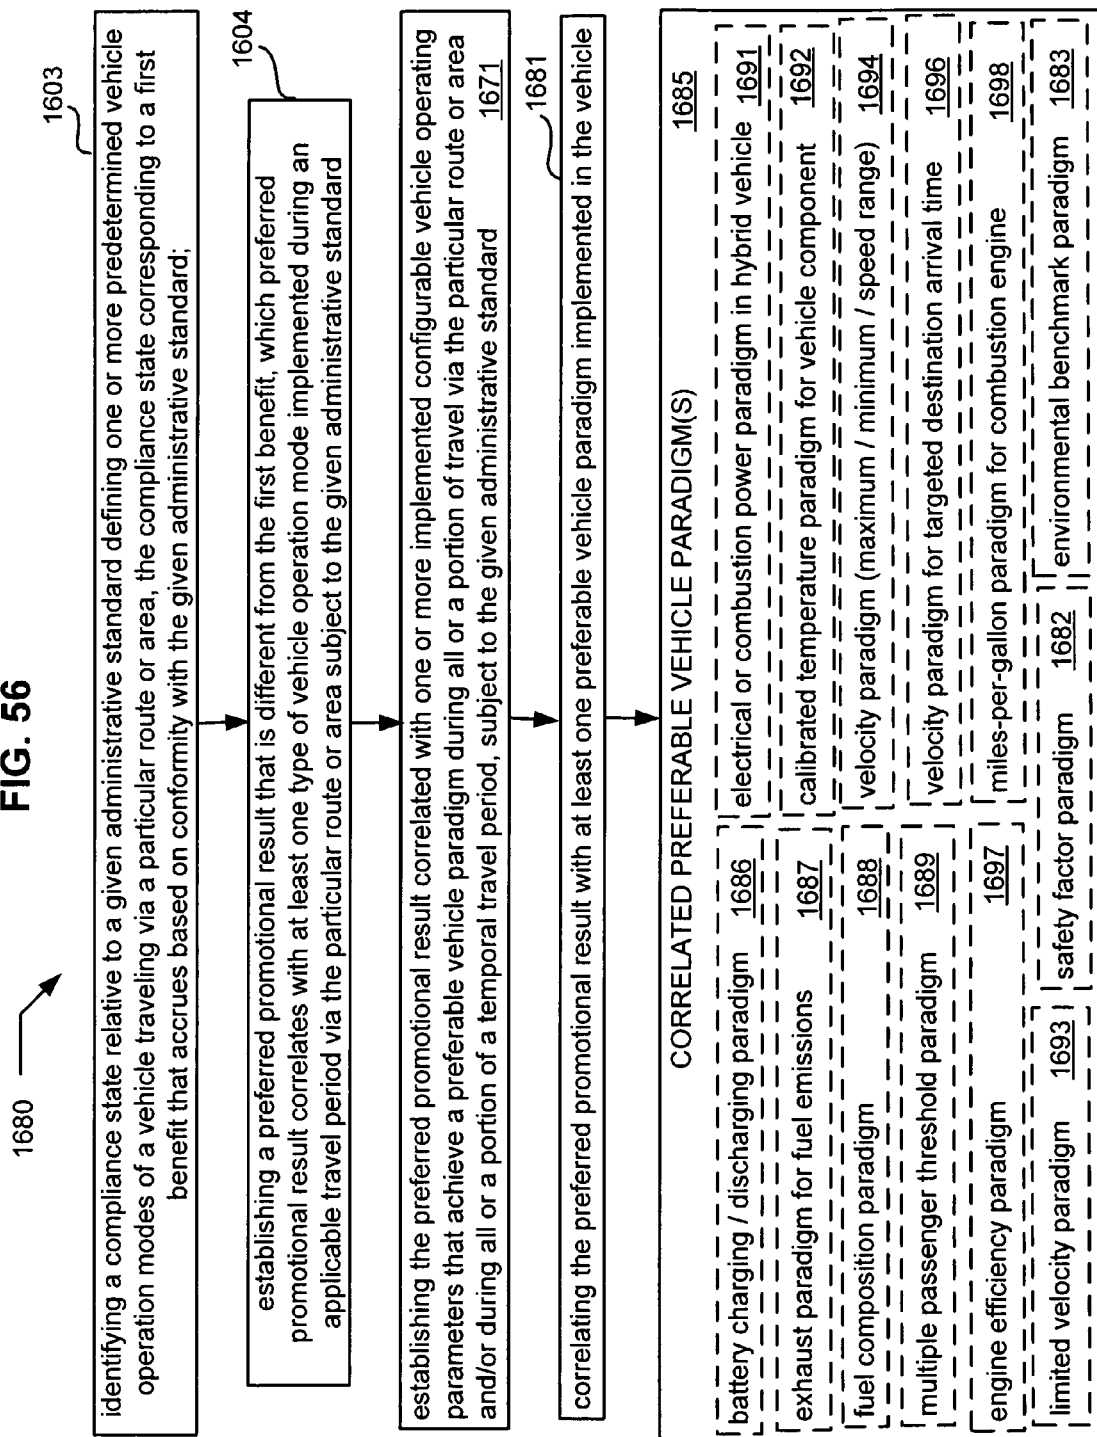 FIG. 56
1680
1603
identifying a compliance state relative to a given administrative standard defining one or more predetermined vehicle
operation modes of a vehicle traveling via a particular route or area, the compliance state corresponding to a first
benefit that accrues based on conformity with the given administrative standard;
1604
establishing a preferred promotional result that is different from the first benefit, which preferred
promotional result correlates with at least one type of vehicle operation mode implemented during an
applicable travel period via the particular route or area subject to the given administrative standard
establishing the preferred promotional result correlated with one or more implemented configurable vehicle operating
parameters that achieve a preferable vehicle paradigm during all or a portion of travel via the particular route or area
and/or during all or a portion of a temporal travel period, subject to the given administrative standard 1671
1681
correlating the preferred promotional result with at least one preferable vehicle paradigm implemented in the vehicle
CORRELATED PREFERABLE VEHICLE PARADIGM(S) 1685
battery charging / discharging paradigm 1686
electrical or combustion power paradigm in hybrid vehicle 1691
exhaust paradigm for fuel emissions 1687
calibrated temperature paradigm for vehicle component 1692
fuel composition paradigm 1688
velocity paradigm (maximum / minimum / speed range) 1694
multiple passenger threshold paradigm 1689
velocity paradigm for targeted destination arrival time 1696
engine efficiency paradigm 1697
miles-per-gallon paradigm for combustion engine 1698
limited velocity paradigm 1693
safety factor paradigm 1682
environmental benchmark paradigm 1683